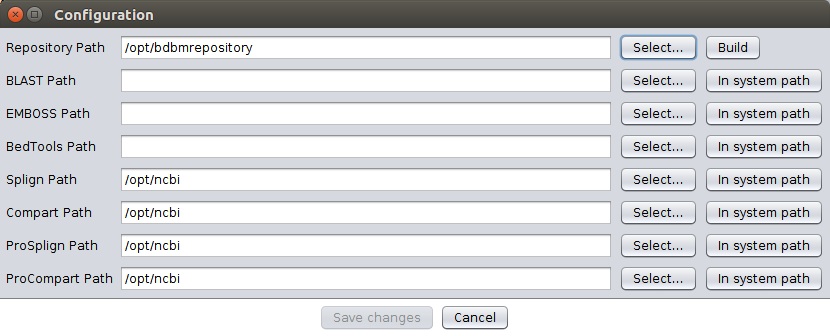 Configuration
Repository Path /opt/bdbmrepository Select... Build
BLAST Path Select... In system path
EMBOSS Path Select... In system path
BedTools Path Select... In system path
Splign Path /opt/ncbi Select... In system path
Compart Path /opt/ncbi Select... In system path
ProSplign Path /opt/ncbi Select... In system path
ProCompart Path /opt/ncbi Select... In system path
Save changes Cancel